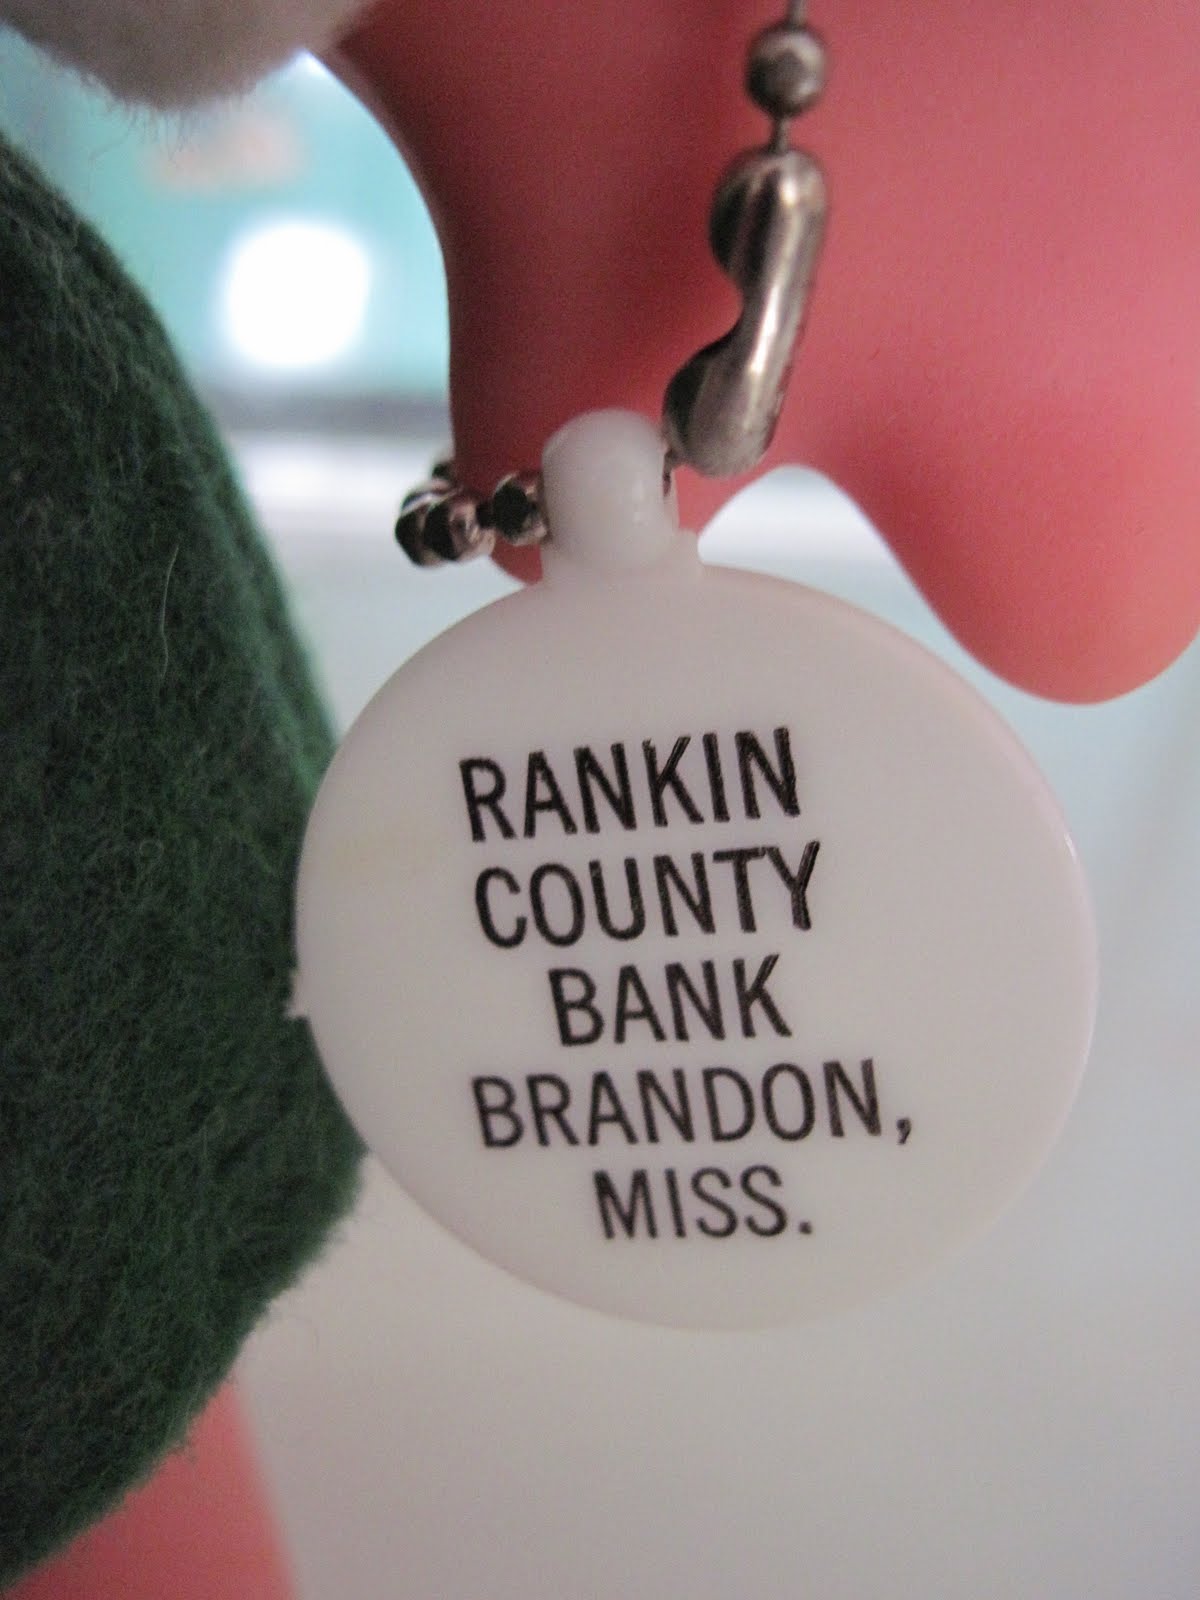 RANKIN
COUNTY
BANK
BRANDON,
MISS.